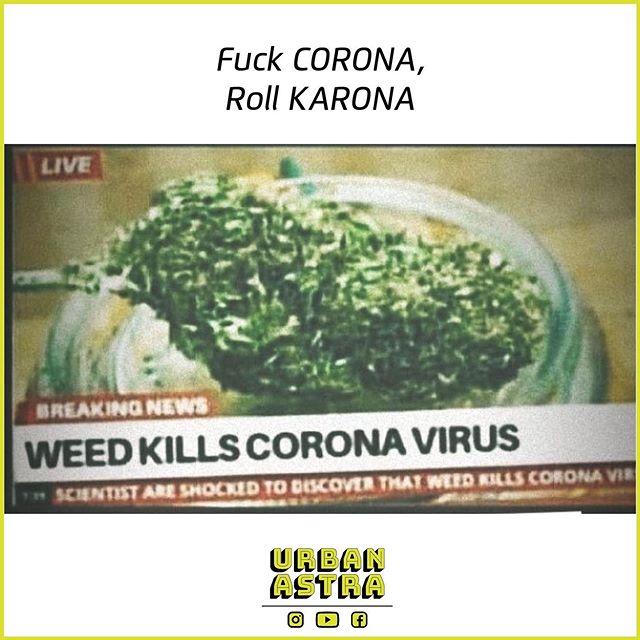 Fuck CORONA,
Roll KARONA
LIVE
BREAKING NEWS
WEED KILLS CORONA VIRUS
SCIENTIST ARE SHOCKED TO DISCOVER THAT WEED KILLS CORONA VIR
URBAN
ASTRA